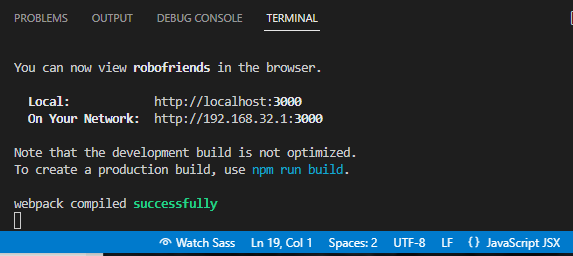 PROBLEMS OUTPUT DEBUG CONSOLE TERMINAL
You can now view robofriends in the browser.
Local: http://localhost:3000
On Your Network: http://192.168.32.1:3000
Note that the development build is not optimized.
To create a production build, use npm run build.
webpack compiled successfully
Watch Sass Ln 19, Col 1 Spaces: 2 UTF-8 LF {} JavaScript JSX